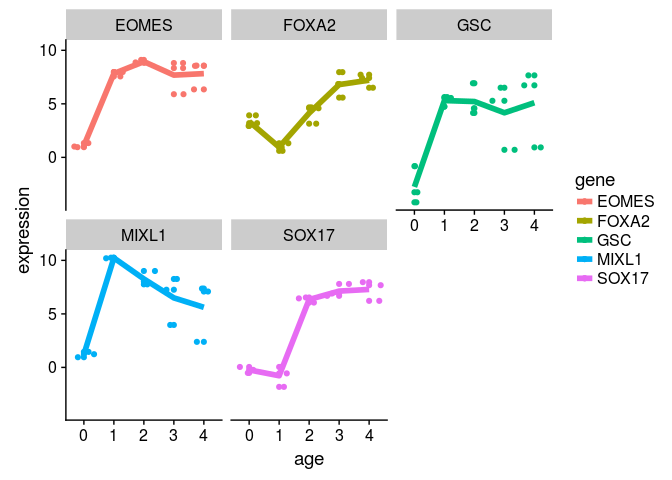 EOMES FOXA2 GSC
10
5
0
0 1 2 3 4
expression
gene
EOMES
FOXA2
GSC
MIXL1
SOX17
MIXL1 SOX17
10
5
0
0 1 2 3 4 0 1 2 3 4
age